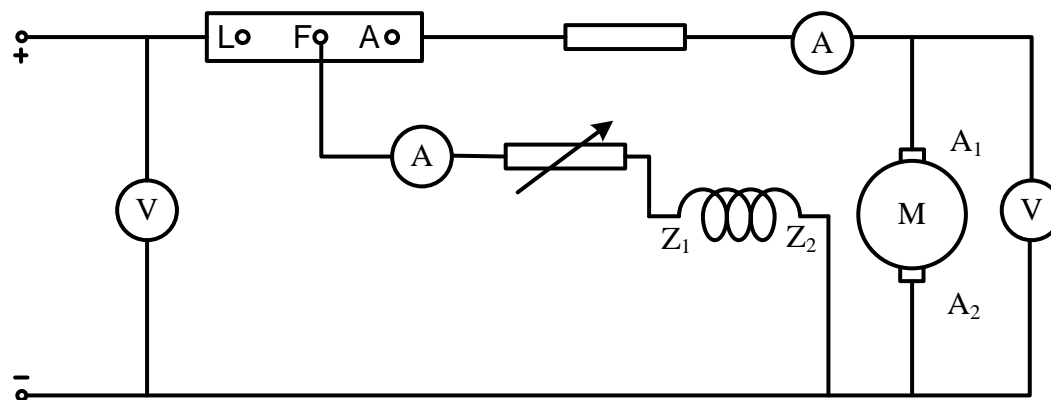 L F A A
+
A
V M V
A₁
Z₁ Z₂
A₂
−